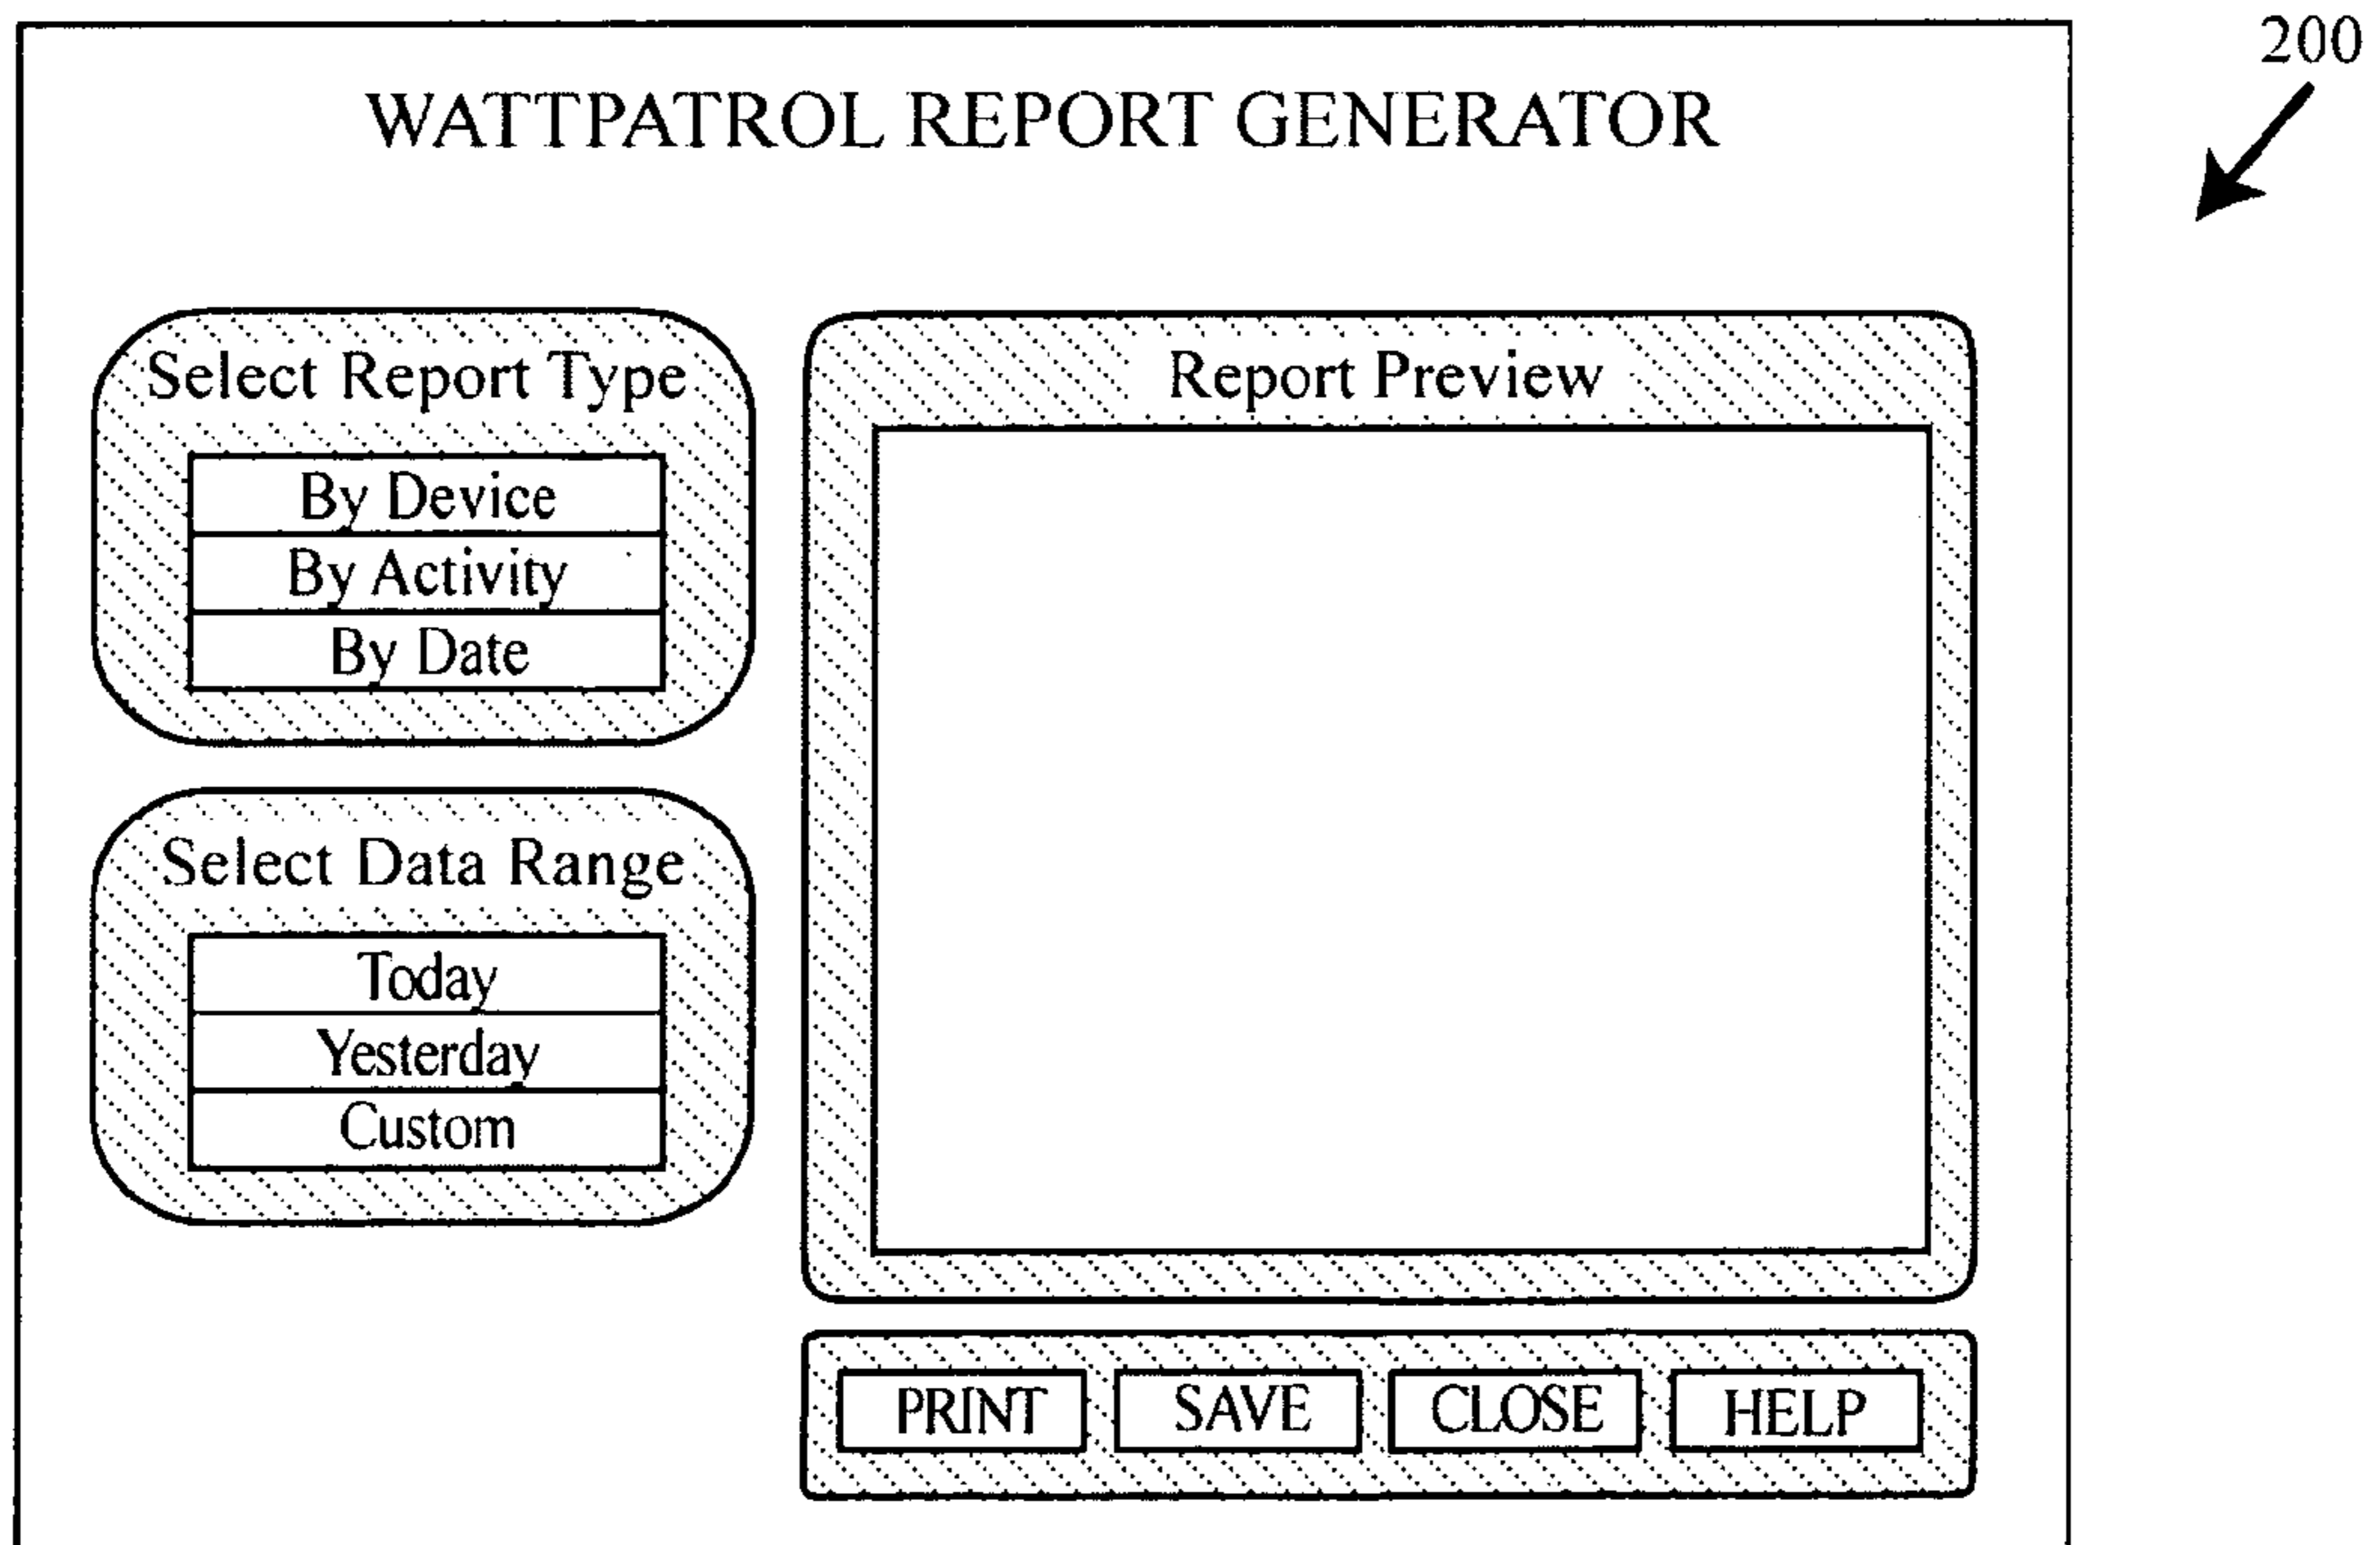 200
WATTPATROL REPORT GENERATOR
Select Report Type
By Device
By Activity
By Date
Select Data Range
Today
Yesterday
Custom
Report Preview
PRINT
SAVE
CLOSE
HELP